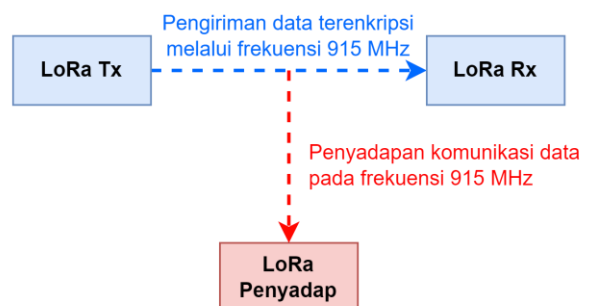 Pengiriman data terenkripsi
melalui frekuensi 915 MHz
LoRa Tx
LoRa Rx
Penyadapan komunikasi data
pada frekuensi 915 MHz
LoRa
Penyadap